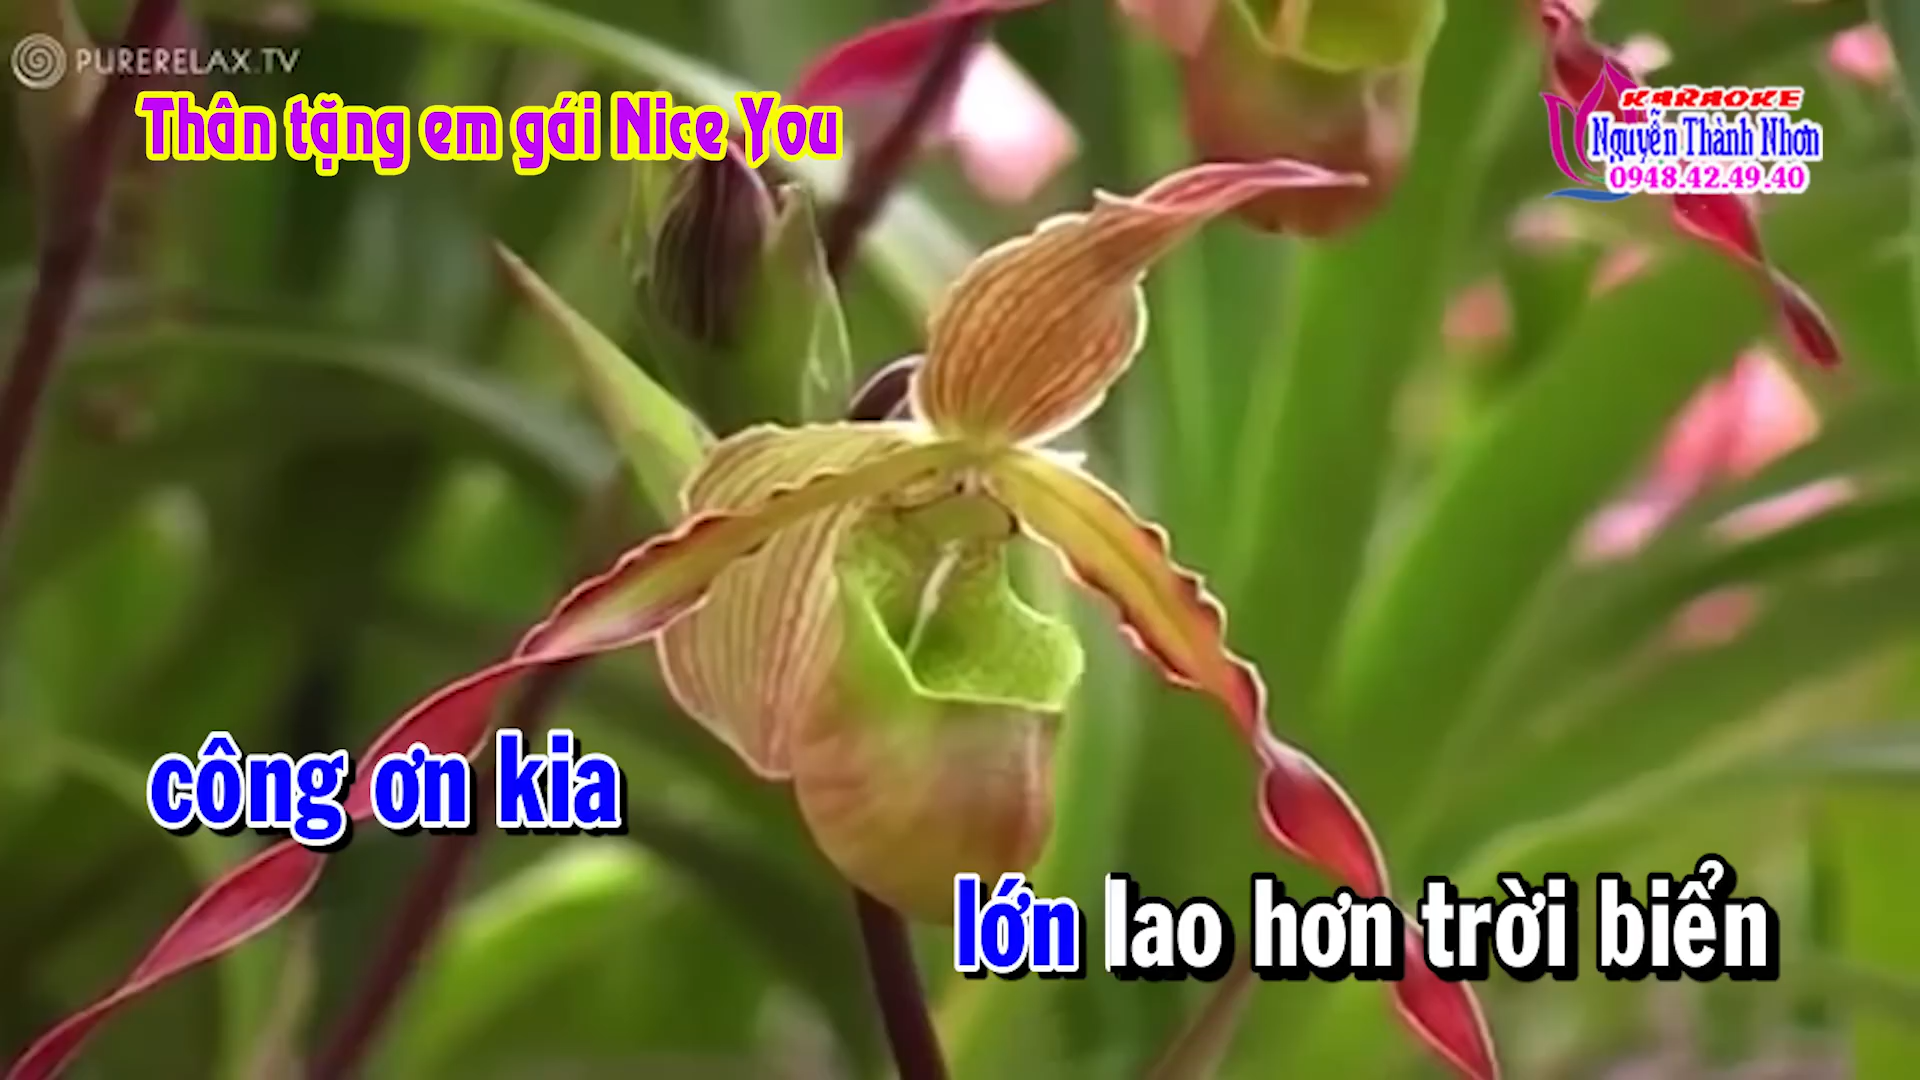 PURERELAX.TV
Thân tặng em gái Nice You
KARAOKE
Nguyễn Thành Nhơn
0948.42.49.40
công ơn kia
lớn lao hơn trời biển